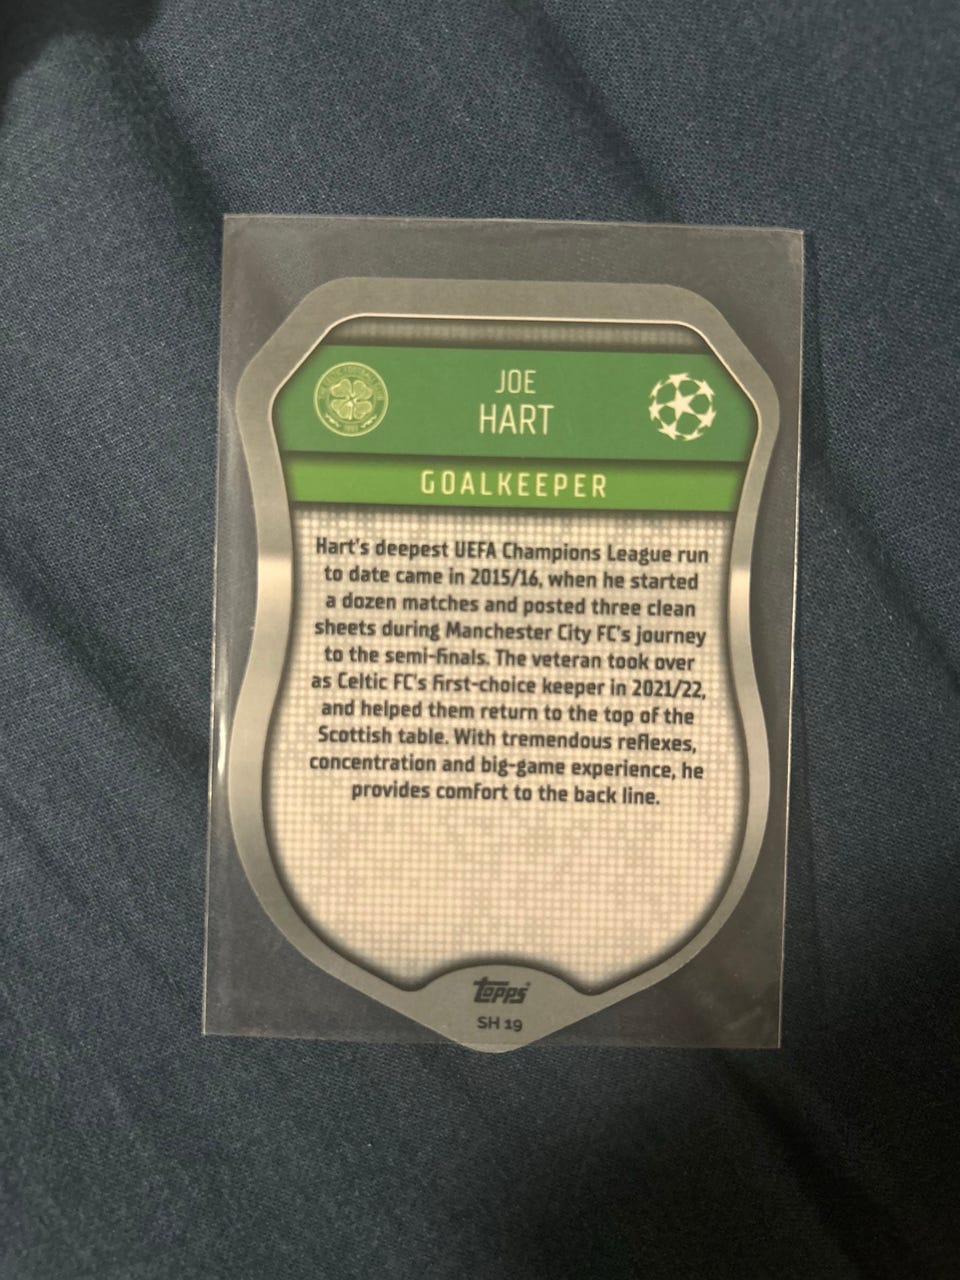 JOE
HART
GOALKEEPER
Hart's deepest UEFA Champions League run
to date came in 2015/16, when he started
a dozen matches and posted three clean
sheets during Manchester City FC's journey
to the semi-finals. The veteran took over
as Celtic FC's first-choice keeper in 2021/22,
and helped them return to the top of the
Scottish table. With tremendous reflexes,
concentration and big-game experience, he
provides comfort to the back line.
topps
SH 19